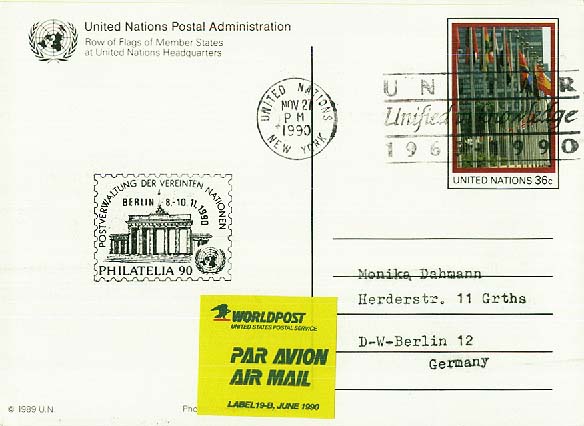 United Nations Postal Administration
Row of Flags of Member States
at United Nations Headquarters
UNITED NATIONS
NOV 21
P M
1990
NEW YORK
Unified in knowledge
1990
UNITED NATIONS 36c
POSTVERWALTUNG DER VEREINTEN NATIONEN
BERLIN 8.-10.11.1990
PHILATELIA 90
Monika Dahmann
Herderstr. 11 Grths
D-W-Berlin 12
Germany
WORLDPOST
UNITED STATES POSTAL SERVICE
PAR AVION
AIR MAIL
LABEL 19-B, JUNE 1990
© 1989 U.N.